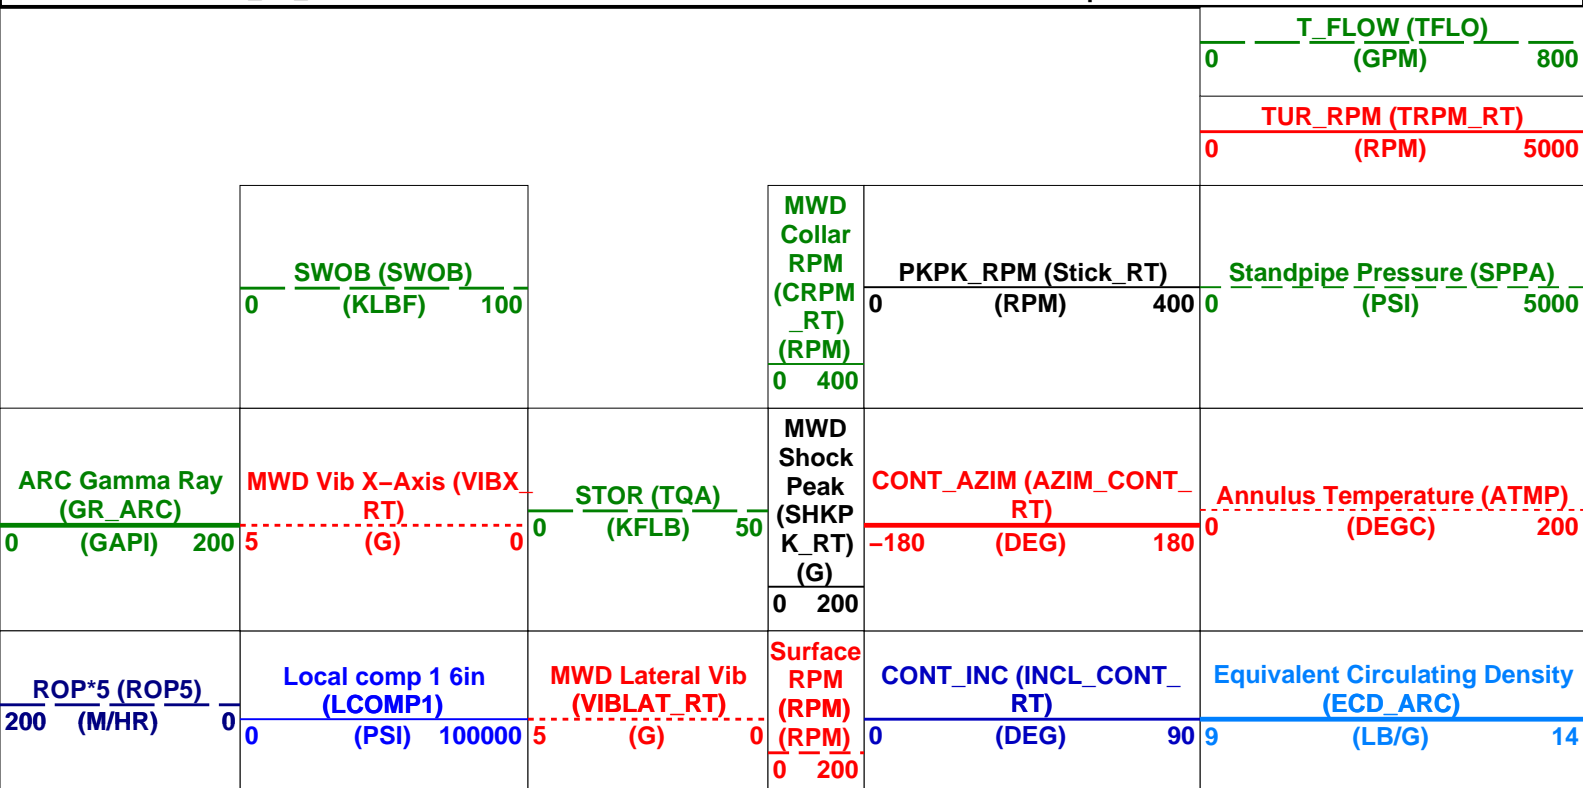 T_FLOW (TFLO)
0 (GPM) 800
TUR_RPM (TRPM_RT)
0 (RPM) 5000
SWOB (SWOB)
0 (KLBF) 100
MWD
Collar
RPM
(CRPM
_RT)
(RPM)
0 400
PKPK_RPM (Stick_RT)
0 (RPM) 400
Standpipe Pressure (SPPA)
0 (PSI) 5000
ARC Gamma Ray
(GR_ARC)
0 (GAPI) 200
MWD Vib X−Axis (VIBX_
RT)
5 (G) 0
STOR (TQA)
0 (KFLB) 50
MWD
Shock
Peak
(SHKP
K_RT)
(G)
0 200
CONT_AZIM (AZIM_CONT_
RT)
−180 (DEG) 180
Annulus Temperature (ATMP)
0 (DEGC) 200
ROP*5 (ROP5)
200 (M/HR) 0
Local comp 1 6in
(LCOMP1)
0 (PSI) 100000
MWD Lateral Vib
(VIBLAT_RT)
5 (G) 0
Surface
RPM
(RPM)
(RPM)
0 200
CONT_INC (INCL_CONT_
RT)
0 (DEG) 90
Equivalent Circulating Density
(ECD_ARC)
9 (LB/G) 14